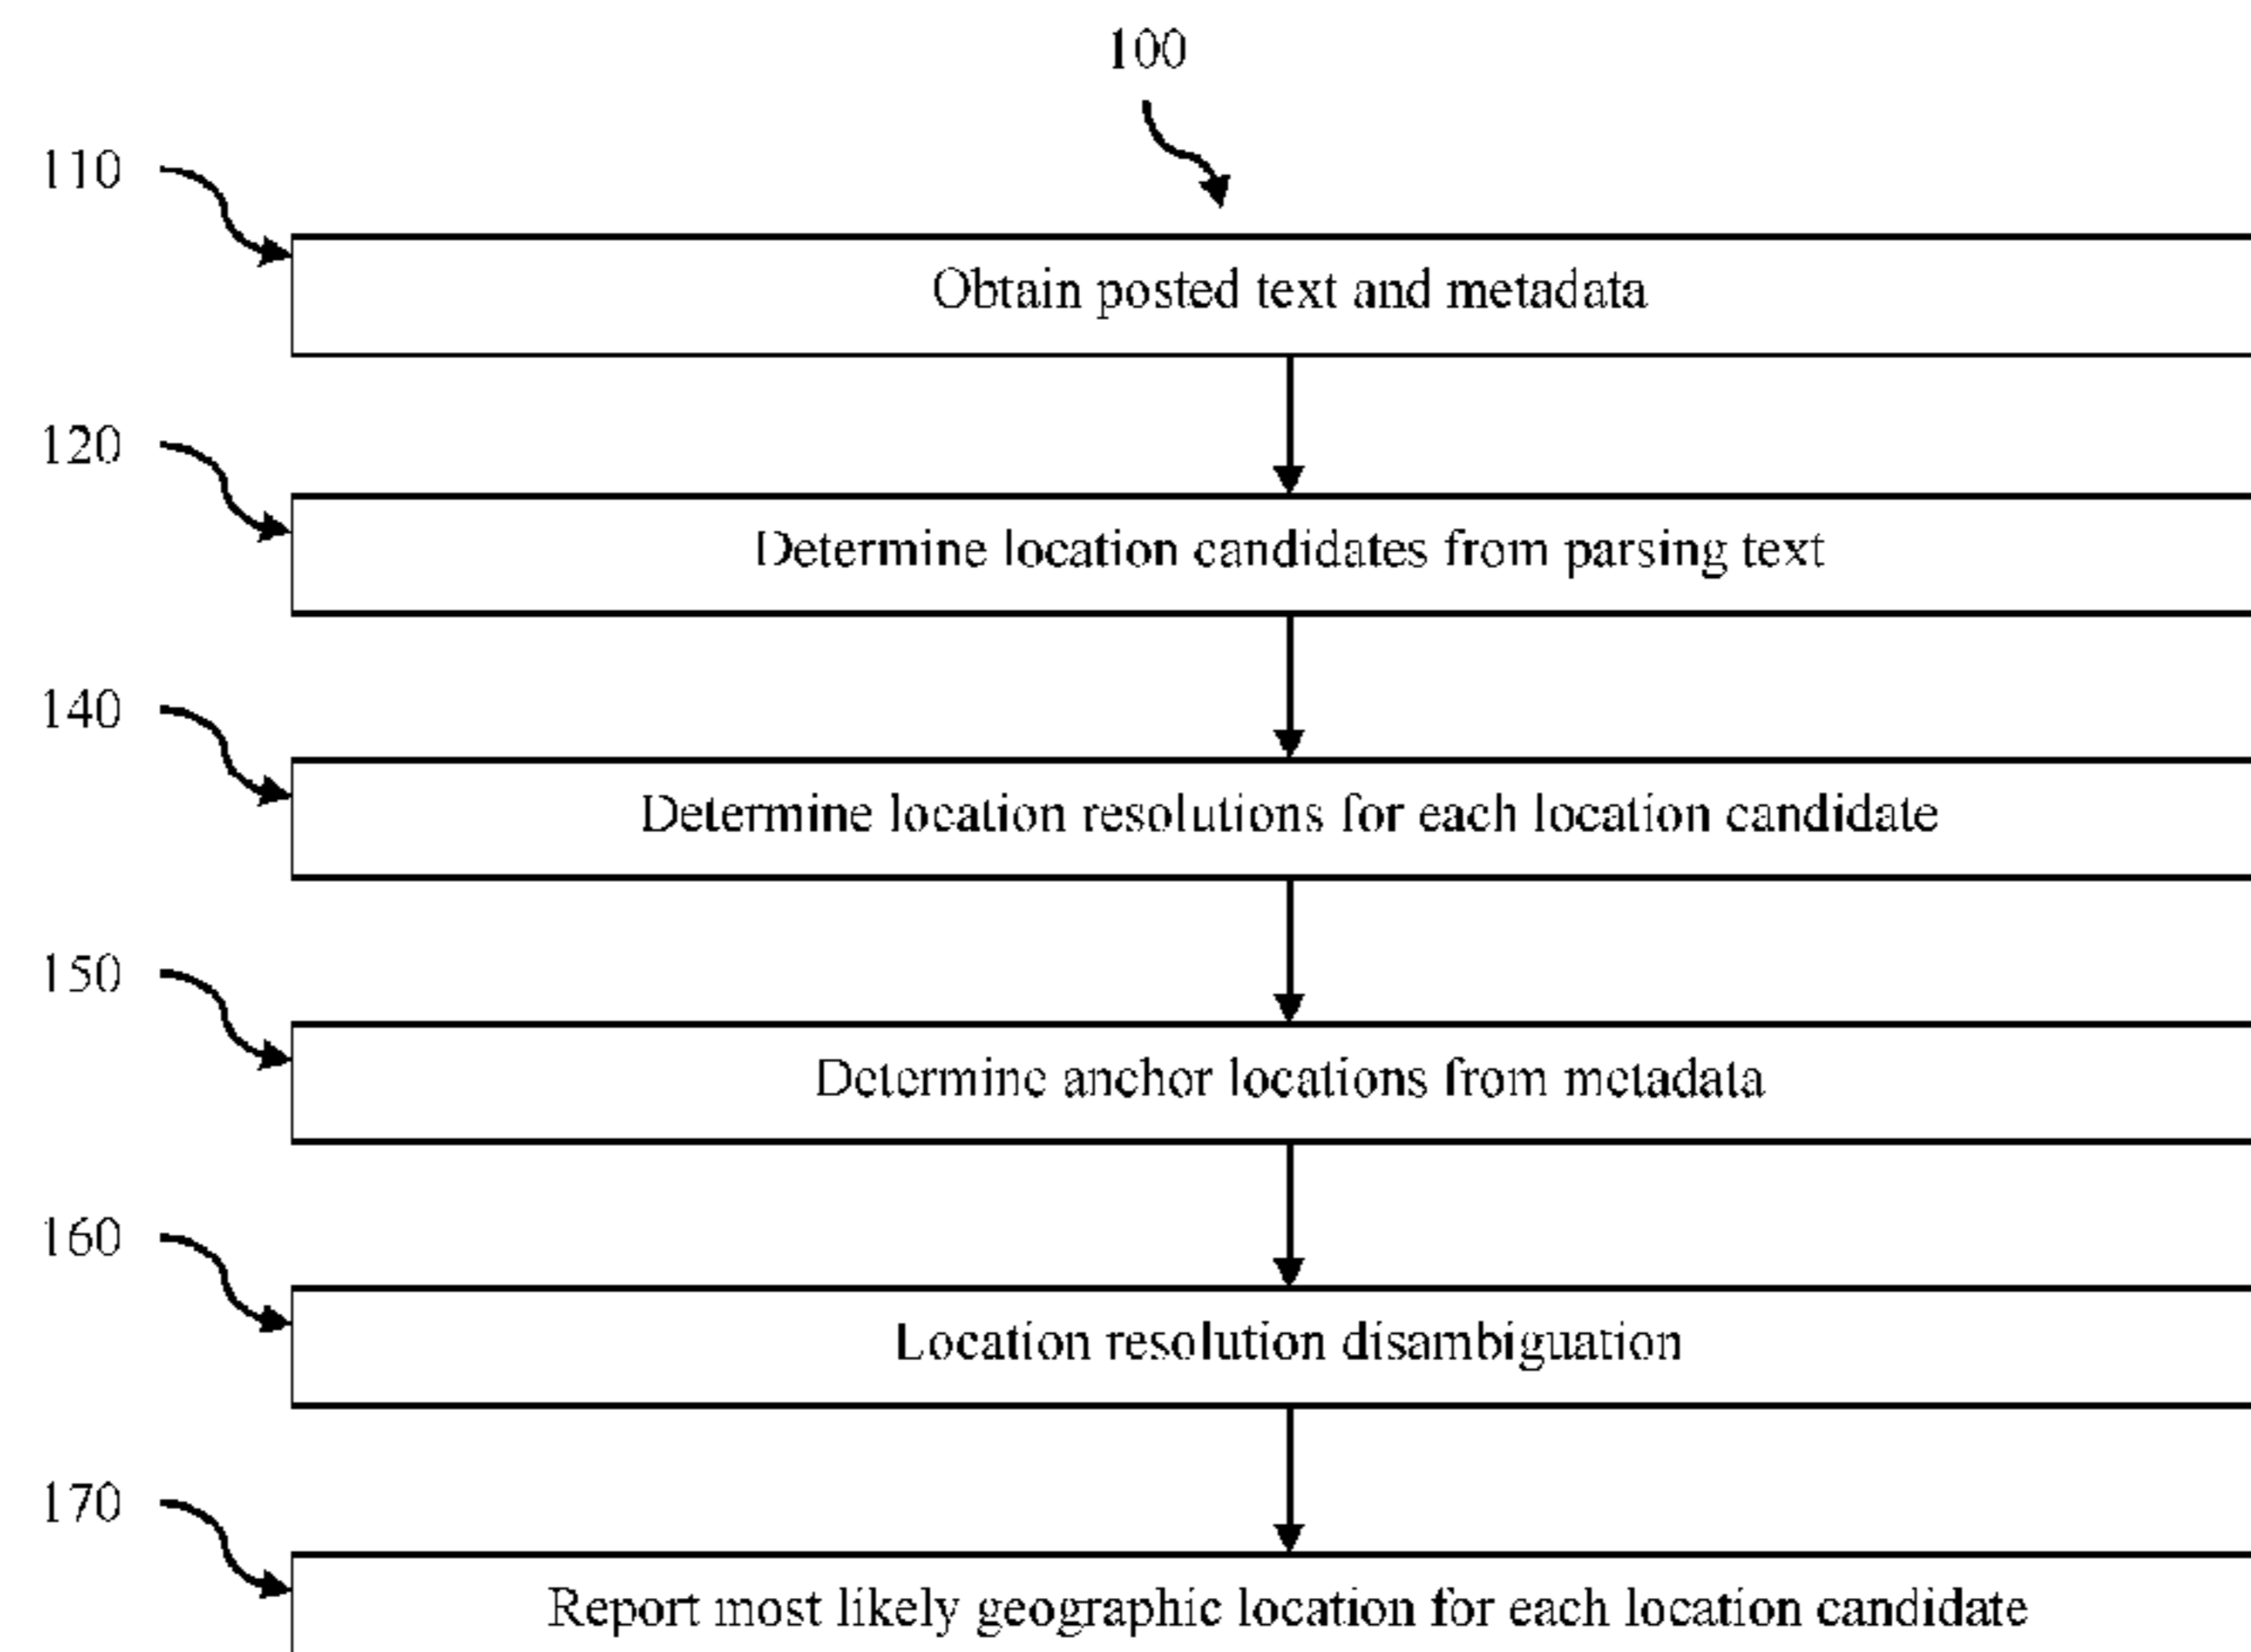 100
110
Obtain posted text and metadata
120
Determine location candidates from parsing text
140
Determine location resolutions for each location candidate
150
Determine anchor locations from metadata
160
Location resolution disambiguation
170
Report most likely geographic location for each location candidate